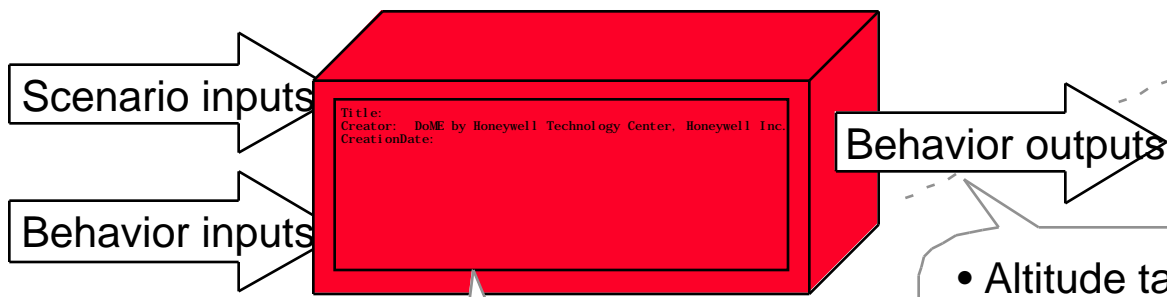 Scenario inputs
Title:
Creator: DoME by Honeywell Technology Center, Honeywell Inc.
CreationDate:
Behavior outputs
Behavior inputs
• Altitude ta